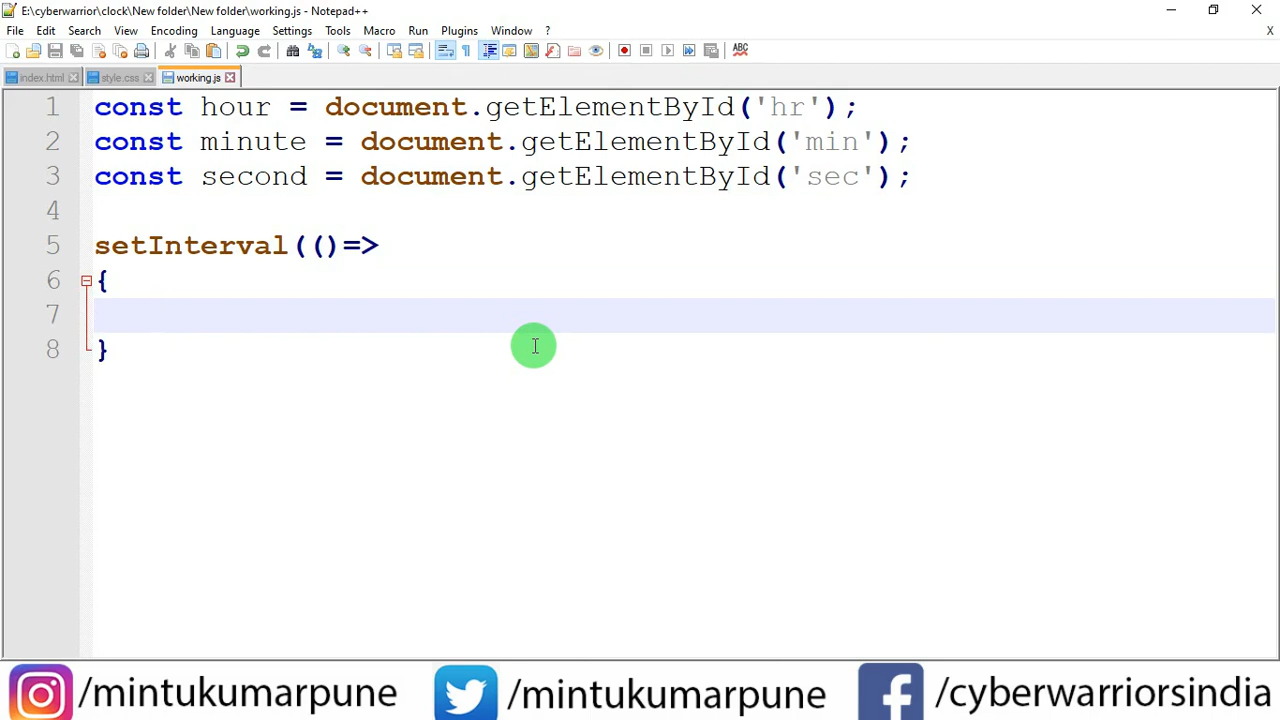 E:\cyberwarrior\clock\New folder\New folder\working.js - Notepad++
File Edit Search View Encoding Language Settings Tools Macro Run Plugins Window ? X
index.html style.css working.js
1 const hour = document.getElementById('hr');
2 const minute = document.getElementById('min');
3 const second = document.getElementById('sec');
4
5 setInterval(()=>
6 {
7
8 }
/mintukumarpune /mintukumarpune /cyberwarriorsindia